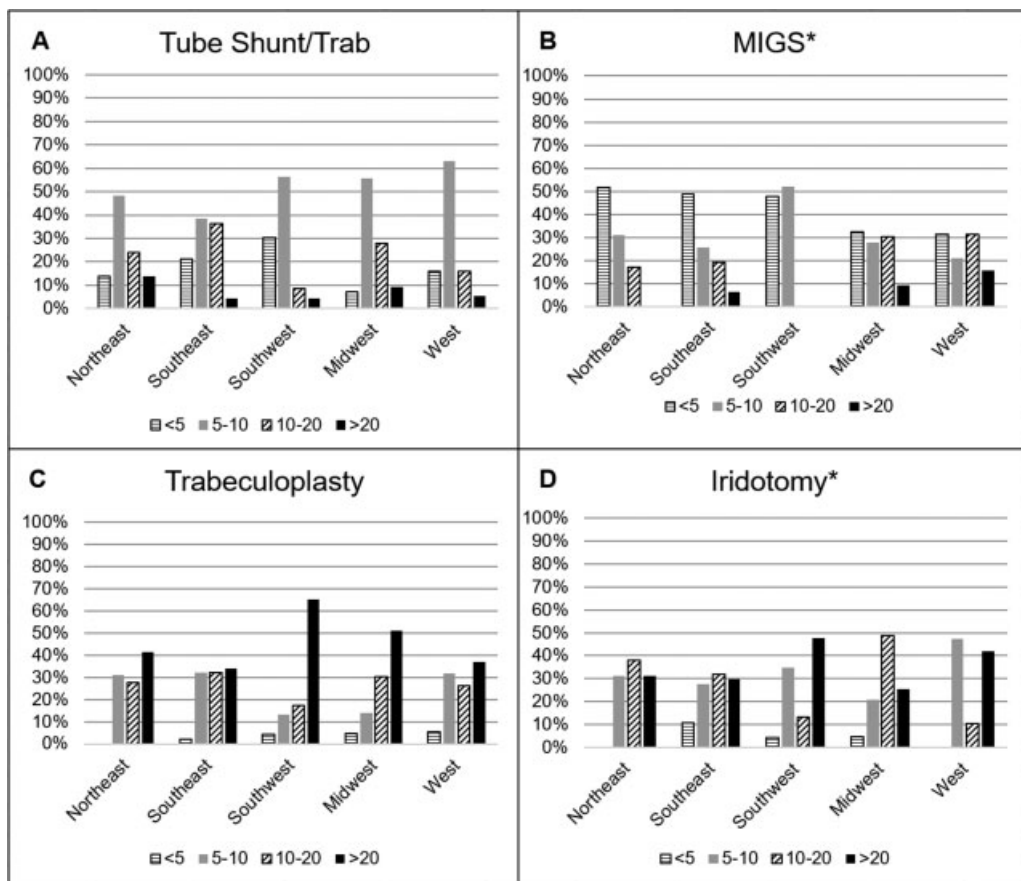 A Tube Shunt/Trab
100%
90%
80%
70%
60%
50%
40%
30%
20%
10%
0%
Northeast
Southeast
Southwest
Midwest
West
<5 5-10 10-20 >20
B MIGS*
100%
90%
80%
70%
60%
50%
40%
30%
20%
10%
0%
Northeast
Southeast
Southwest
Midwest
West
<5 5-10 10-20 >20
C Trabeculoplasty
100%
90%
80%
70%
60%
50%
40%
30%
20%
10%
0%
Northeast
Southeast
Southwest
Midwest
West
<5 5-10 10-20 >20
D Iridotomy*
100%
90%
80%
70%
60%
50%
40%
30%
20%
10%
0%
Northeast
Southeast
Southwest
Midwest
West
<5 5-10 10-20 >20